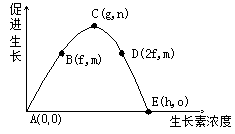 促进生长
C(g,n)
B(f,m)
D(2f,m)
E(h,o)
A(0,0)
生长素浓度